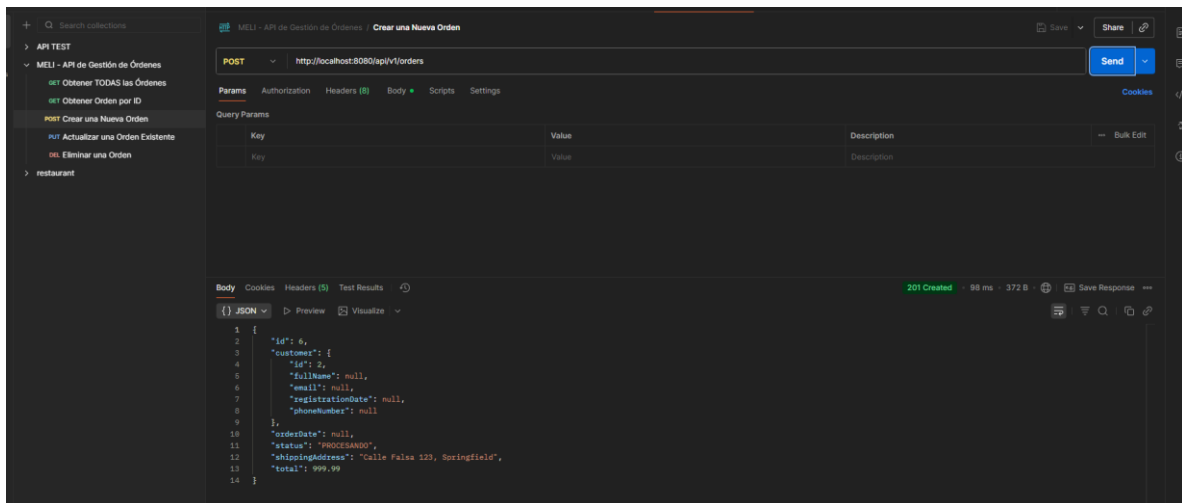 + Search collections
API TEST
MELI - API de Gestión de Órdenes
GET Obtener TODAS las Órdenes
GET Obtener Orden por ID
POST Crear una Nueva Orden
PUT Actualizar una Orden Existente
DEL Eliminar una Orden
restaurant
MELI - API de Gestión de Órdenes / Crear una Nueva Orden
Save Share
POST http://localhost:8080/api/v1/orders Send
Params Authorization Headers (8) Body Scripts Settings Cookies
Query Params
Key Value Description Bulk Edit
Key Value Description
Body Cookies Headers (5) Test Results 201 Created 98 ms 372 B Save Response
{ } JSON Preview Visualize
1 {
2 "id": 6,
3 "customer": {
4 "id": 2,
5 "fullName": null,
6 "email": null,
7 "registrationDate": null,
8 "phoneNumber": null
9 },
10 "orderDate": null,
11 "status": "PROCESANDO",
12 "shippingAddress": "Calle Falsa 123, Springfield",
13 "total": 999.99
14 }